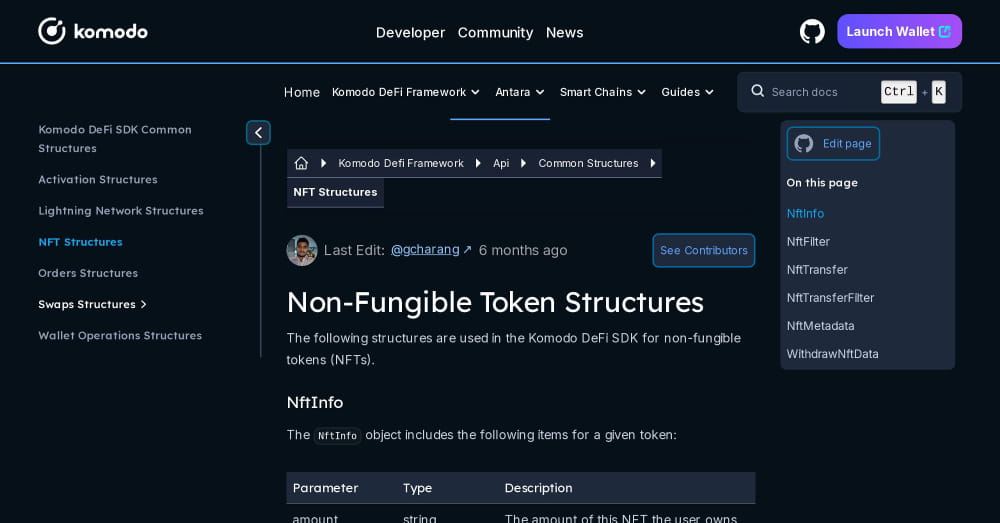 komodo
Developer Community News
Launch Wallet
Home Komodo DeFi Framework Antara Smart Chains Guides
Search docs Ctrl + K
Komodo DeFi SDK Common
Structures
Activation Structures
Lightning Network Structures
NFT Structures
Orders Structures
Swaps Structures
Wallet Operations Structures
Komodo Defi Framework Api Common Structures
NFT Structures
Last Edit: @gcharang ↗ 6 months ago
See Contributors
Non-Fungible Token Structures
The following structures are used in the Komodo DeFi SDK for non-fungible
tokens (NFTs).
NftInfo
The NftInfo object includes the following items for a given token:
Parameter Type Description
amount string The amount of this NFT the user owns
Edit page
On this page
NftInfo
NftFilter
NftTransfer
NftTransferFilter
NftMetadata
WithdrawNftData